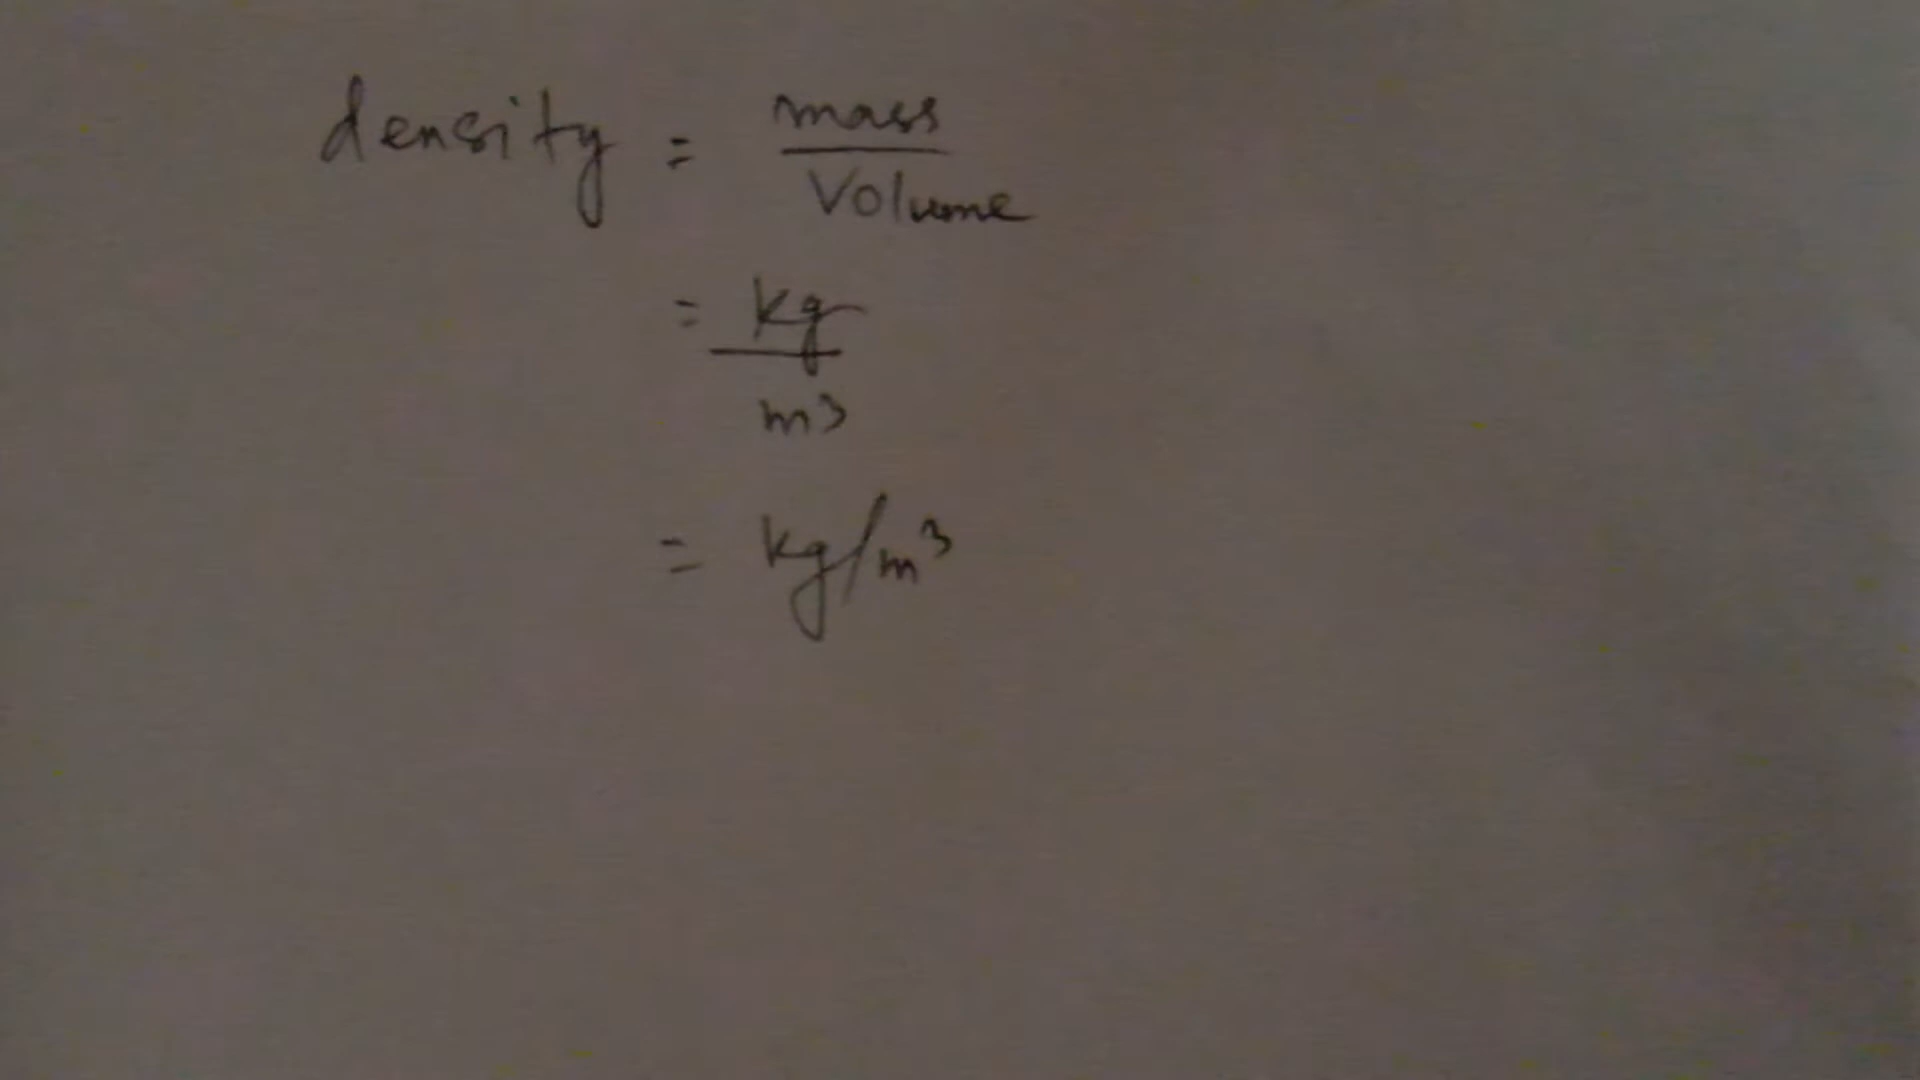 density = mass / Volume
= kg / m3
= kg/m³